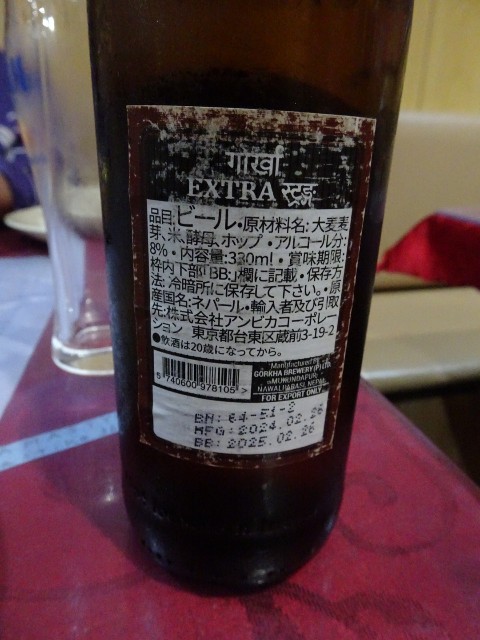 गोर्खा
EXTRA स्ट्रङ्ग
品目:ビール・原材料名:大麦麦
芽、米、酵母、ホップ・アルコール分:
8%・内容量:330ml・賞味期限:
枠内下部「BB:」欄に記載・保存方
法:冷暗所に保存して下さい。・原
産国名:ネパール・輸入者及び引取
先:株式会社アンビカコーポレー
ション 東京都台東区蔵前3-19-2
●飲酒は20歳になってから。
Manufactured by
GORKHA BREWERY (P) LTD.
MUKUNDAPUR,
NAWALPARASI, NEPAL
FOR EXPORT ONLY
5 740600 978105 >
BN: 64-E1-2
MFG: 2024.02.26
BB: 2025.02.26